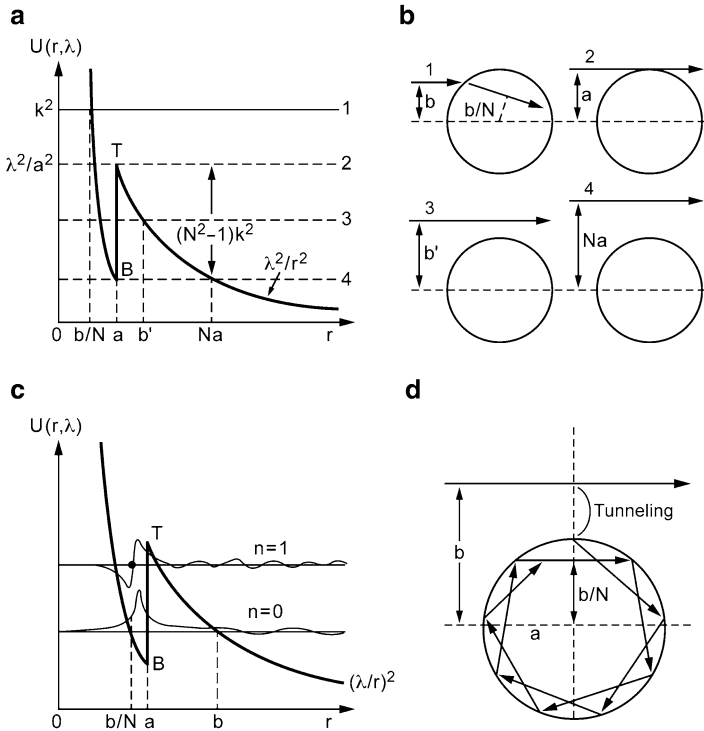 a
U(r,λ)
k²
1
λ²/a²
T
2
3
(N²−1)k²
B
λ²/r²
4
0
b/N
a
b'
Na
r
b
1
b
b/N
2
a
3
b'
4
Na
c
U(r,λ)
T
n=1
n=0
B
(λ/r)²
0
b/N
a
b
r
d
Tunneling
b
b/N
a